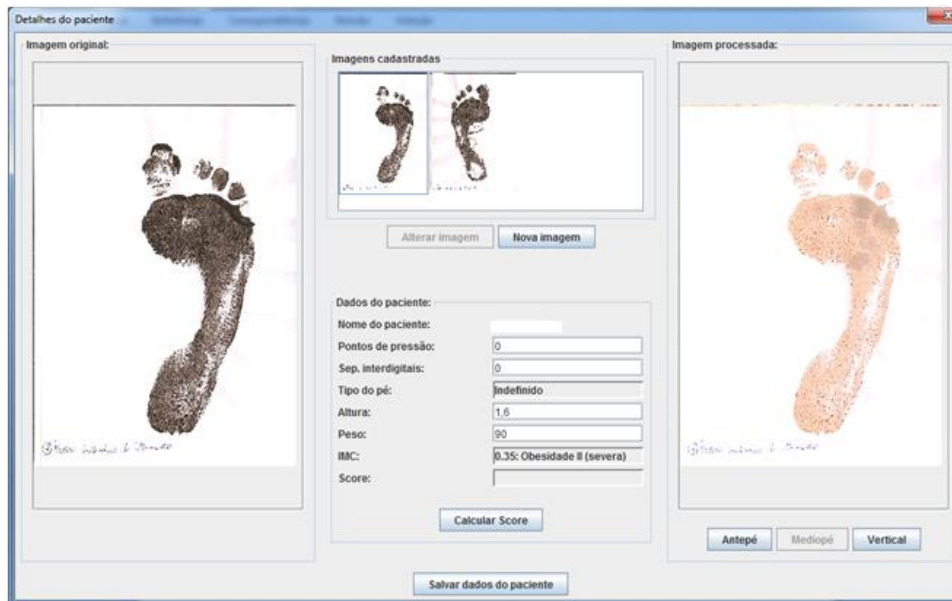 Detalhes do paciente
Imagem original:
Imagens cadastradas
Imagem processada:
Alterar imagem
Nova imagem
Dados do paciente:
Nome do paciente:
Pontos de pressão: 0
Sep. interdigitais: 0
Tipo do pé: Indefinido
Altura: 1,6
Peso: 90
IMC: 0.35: Obesidade II (severa)
Score:
Calcular Score
Antepé
Mediopé
Vertical
Salvar dados do paciente